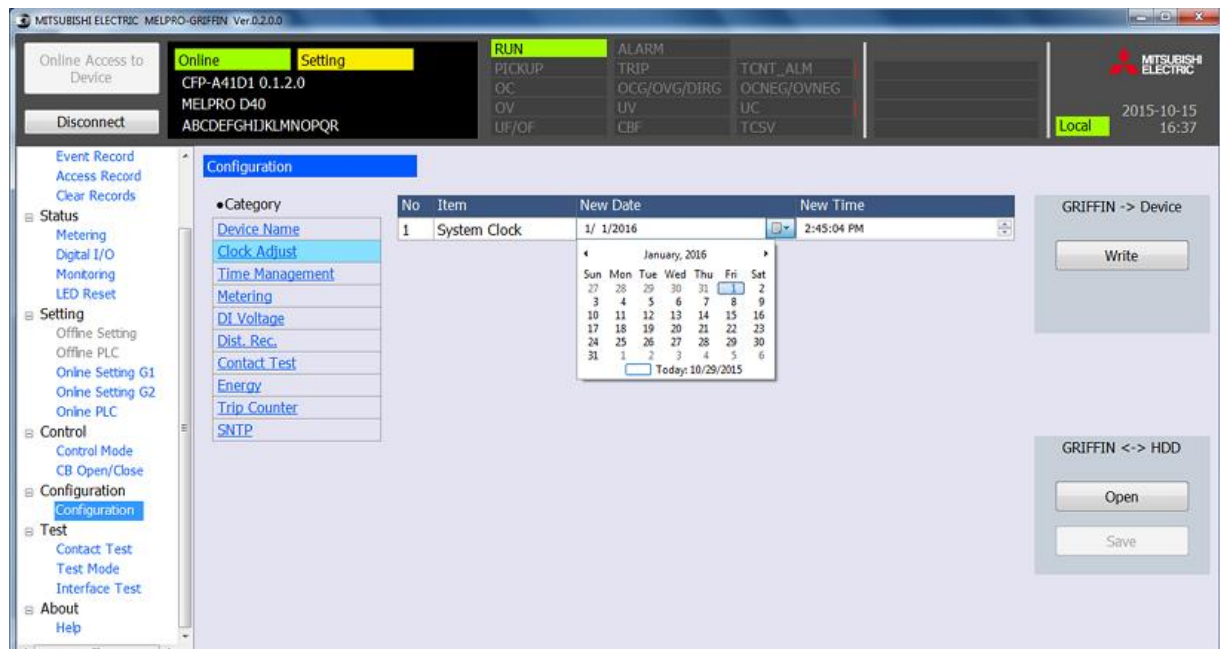 MITSUBISHI ELECTRIC MELPRO-GRIFFIN Ver.0.2.0.0
Online Access to
Device
Disconnect
Online Setting
CFP-A41D1 0.1.2.0
MELPRO D40
ABCDEFGHIJKLMNOPQR
RUN ALARM
PICKUP TRIP TCNT_ALM
OC OCG/OVG/DIRG OCNEG/OVNEG
OV UV UC
UF/OF CBF TCSV
MITSUBISHI
ELECTRIC
2015-10-15
Local 16:37
Event Record
Access Record
Clear Records
Status
Metering
Digital I/O
Monitoring
LED Reset
Setting
Offline Setting
Offline PLC
Online Setting G1
Online Setting G2
Online PLC
Control
Control Mode
CB Open/Close
Configuration
Configuration
Test
Contact Test
Test Mode
Interface Test
About
Help
Configuration
•Category
Device Name
Clock Adjust
Time Management
Metering
DI Voltage
Dist. Rec.
Contact Test
Energy
Trip Counter
SNTP
No Item New Date New Time
1 System Clock 1/ 1/2016 2:45:04 PM
January, 2016
Sun Mon Tue Wed Thu Fri Sat
27 28 29 30 31 1 2
3 4 5 6 7 8 9
10 11 12 13 14 15 16
17 18 19 20 21 22 23
24 25 26 27 28 29 30
31 1 2 3 4 5 6
Today: 10/29/2015
GRIFFIN -> Device
Write
GRIFFIN <-> HDD
Open
Save